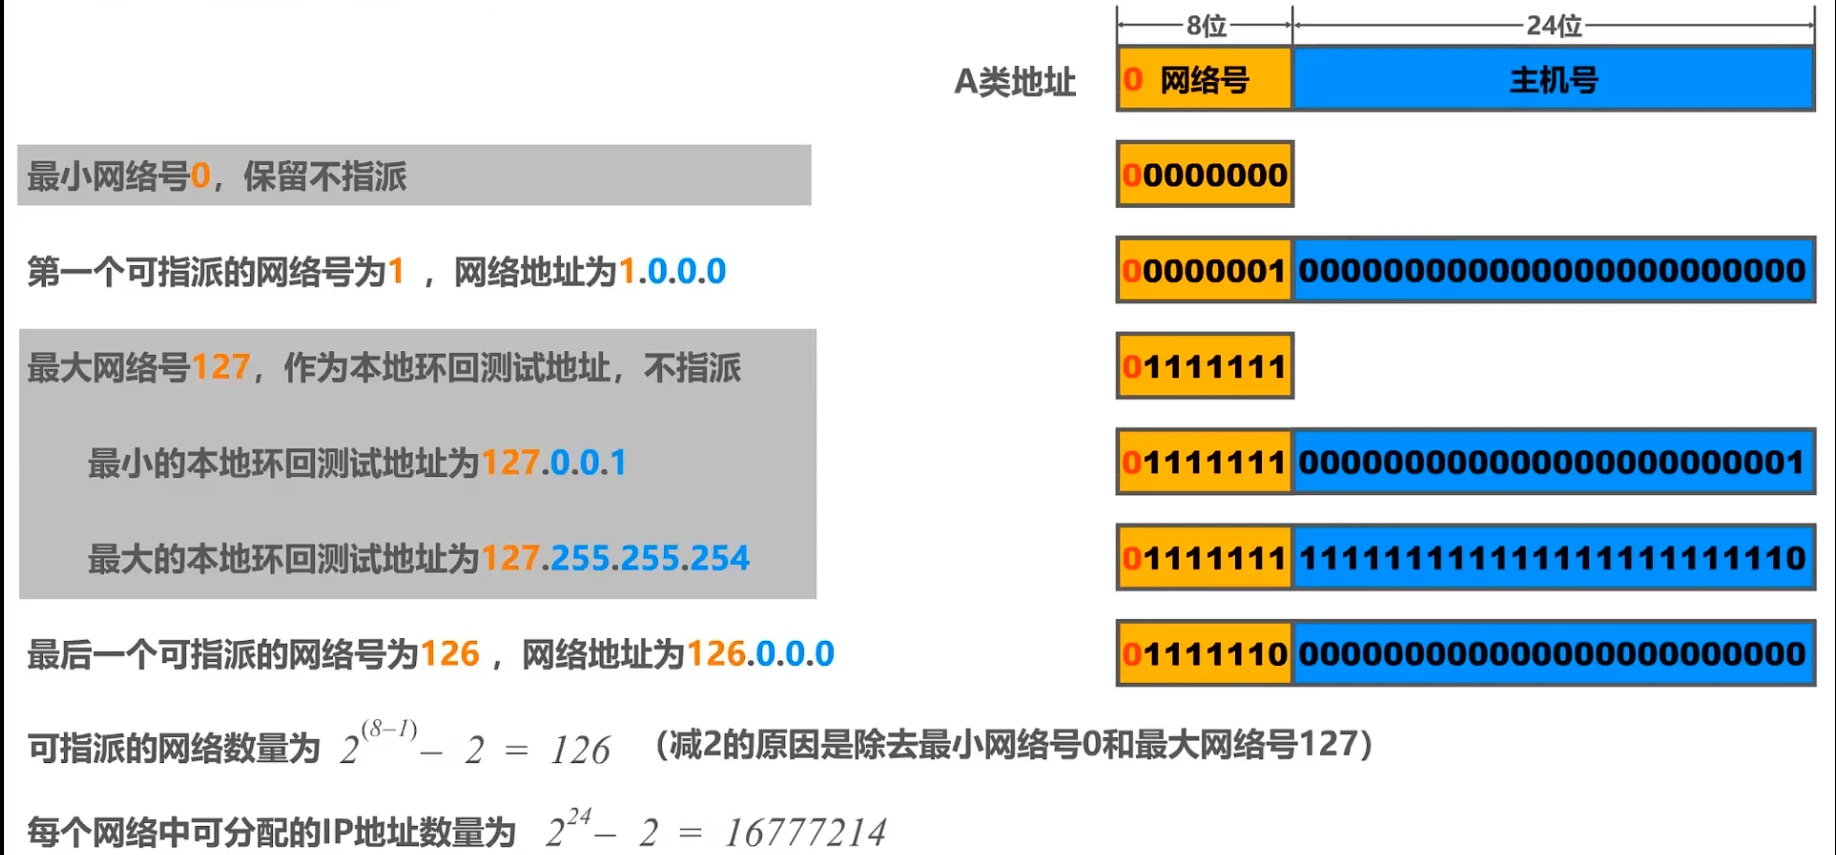 8位 24位
A类地址 0 网络号 主机号
最小网络号0，保留不指派 00000000
第一个可指派的网络号为1 ，网络地址为1.0.0.0 00000001 000000000000000000000000
最大网络号127，作为本地环回测试地址，不指派 01111111
最小的本地环回测试地址为127.0.0.1 01111111 000000000000000000000001
最大的本地环回测试地址为127.255.255.254 01111111 111111111111111111111110
最后一个可指派的网络号为126 ，网络地址为126.0.0.0 01111110 000000000000000000000000
可指派的网络数量为 2^(8–1) – 2 = 126 （减2的原因是除去最小网络号0和最大网络号127）
每个网络中可分配的IP地址数量为 2^24 – 2 = 16777214